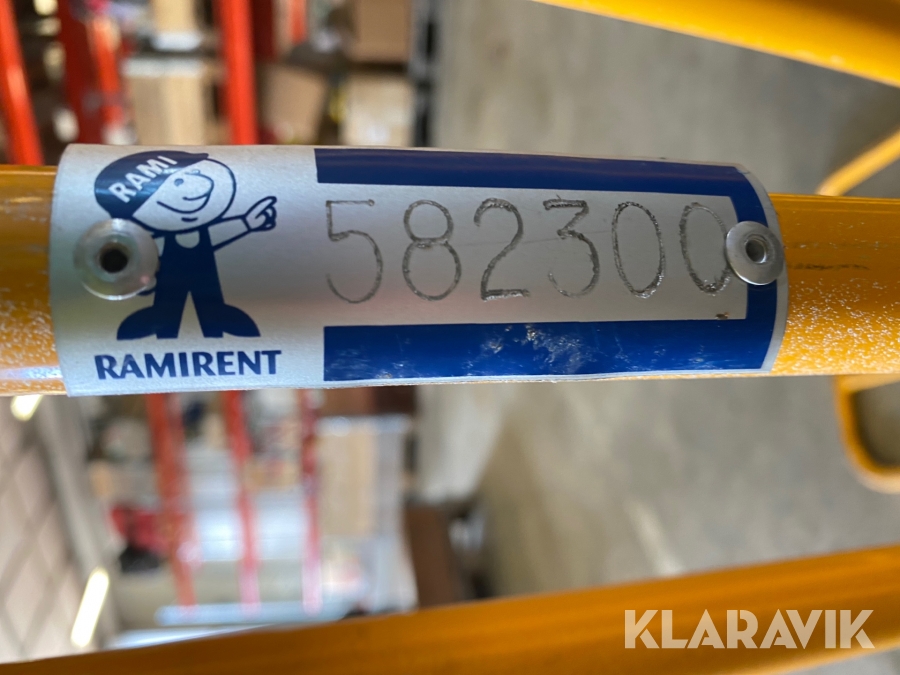 RAMI
582300
RAMIRENT
KLARAVIK